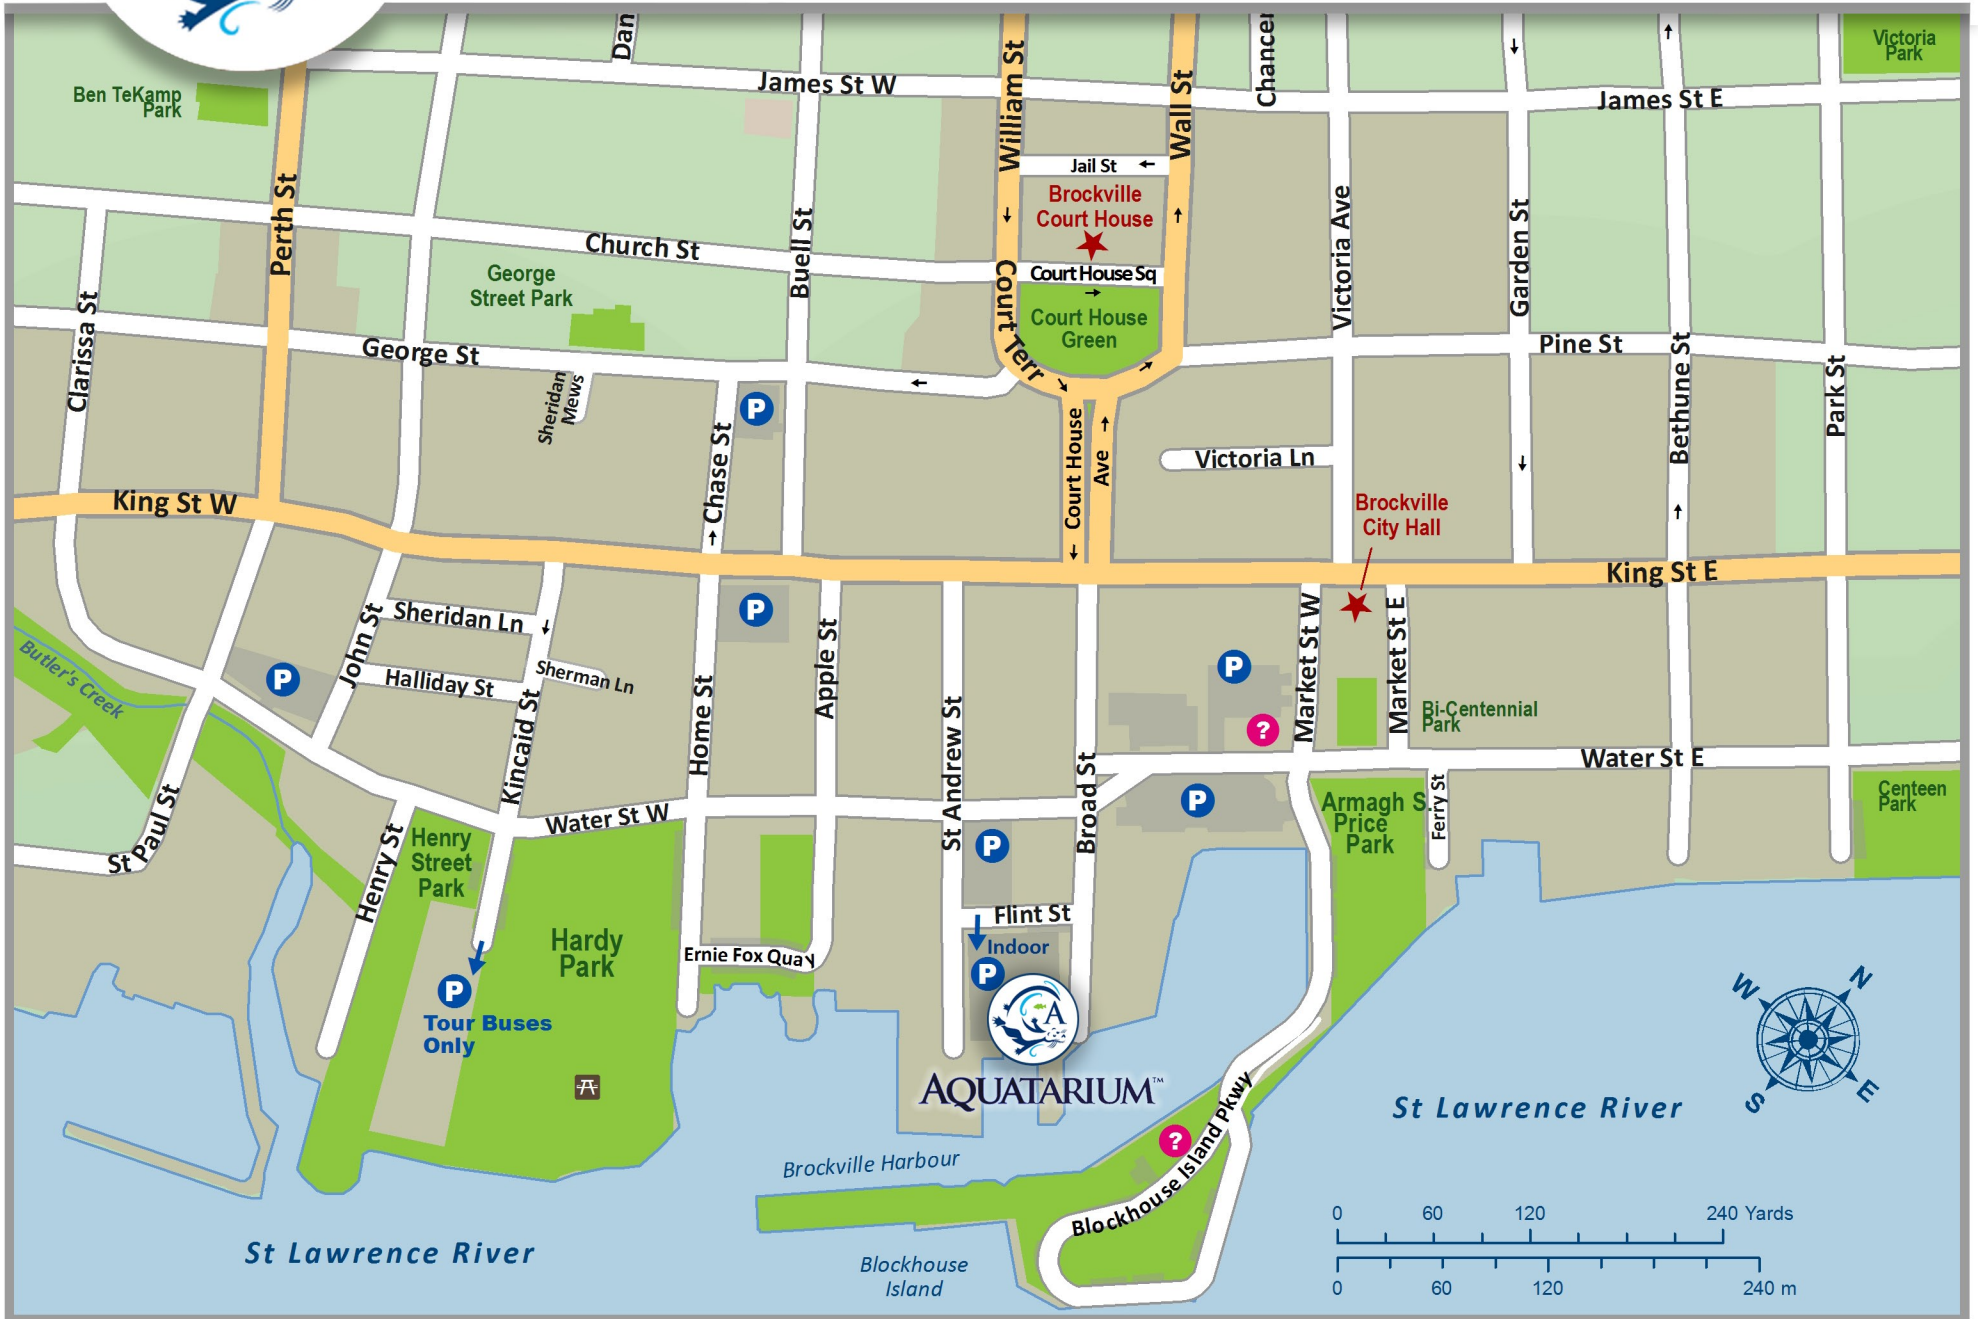 Dan
Chancel
Victoria
Park
James St W
James St E
William St
Wall St
Ben TeKamp
Park
Jail St
Brockville
Court House
Perth St
Church St
Buell St
Court House Sq
Victoria Ave
Garden St
George
Street Park
Court House
Green
Court Terr
Clarissa St
George St
Sheridan
Mews
Pine St
Bethune St
Park St
P
Chase St
Court House
Ave
Victoria Ln
King St W
Brockville
City Hall
King St E
Sheridan Ln
John St
P
Apple St
Market St W
Market St E
Butler's Creek
P
Halliday St
Sherman Ln
Home St
P
?
Bi-Centennial
Park
Kincaid St
St Andrew St
Broad St
Water St E
St Paul St
Water St W
P
Armagh S.
Price
Park
Ferry St
Centeen
Park
Henry St
Henry
Street
Park
P
Flint St
Hardy
Park
Ernie Fox Quay
Indoor
P
P
Tour Buses
Only
A
AQUATARIUM™
N
W
E
S
St Lawrence River
?
Blockhouse Island Pkwy
Brockville Harbour
St Lawrence River
Blockhouse
Island
0 60 120 240 Yards
0 60 120 240 m